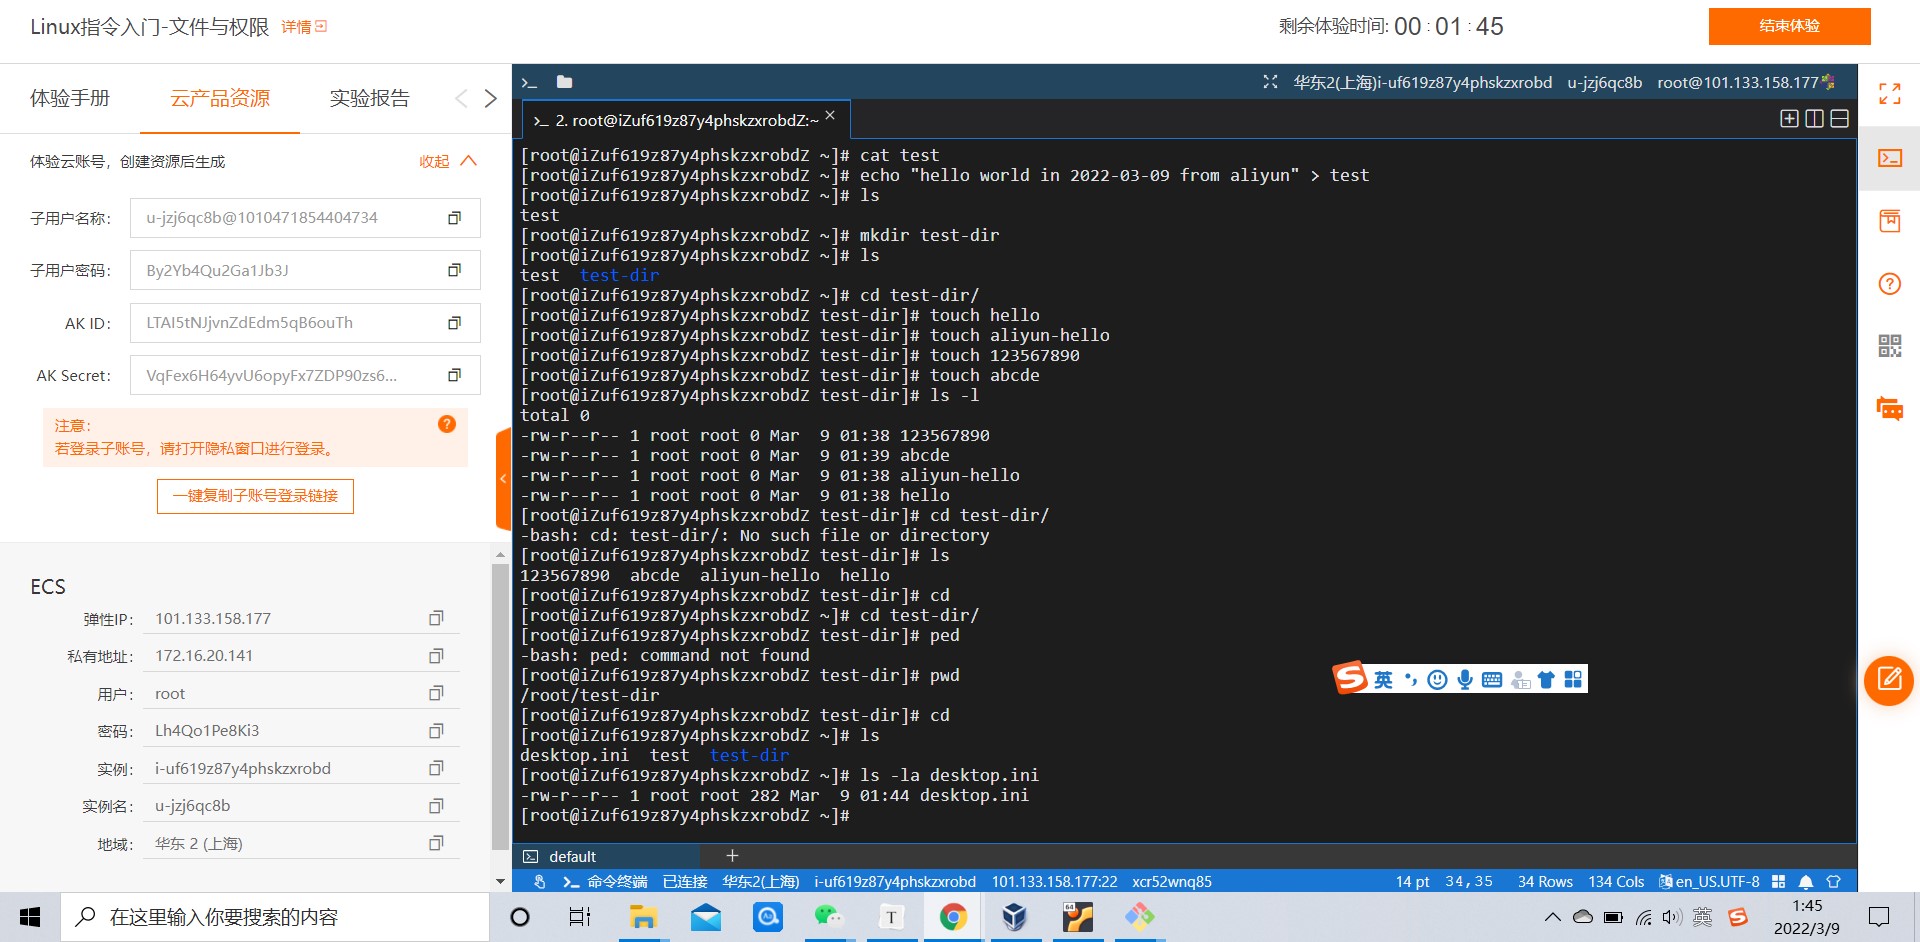 Linux指令入门-文件与权限 详情
剩余体验时间: 00 : 01 : 45
结束体验
体验手册 云产品资源 实验报告
体验云账号，创建资源后生成 收起
子用户名称： u-jzj6qc8b@1010471854404734
子用户密码： By2Yb4Qu2Ga1Jb3J
AK ID： LTAI5tNJjvnZdEdm5qB6ouTh
AK Secret： VqFex6H64yvU6opyFx7ZDP90zs6...
注意：
若登录子账号，请打开隐私窗口进行登录。
一键复制子账号登录链接
ECS
弹性IP： 101.133.158.177
私有地址： 172.16.20.141
用户： root
密码： Lh4Qo1Pe8Ki3
实例： i-uf619z87y4phskzxrobd
实例名： u-jzj6qc8b
地域： 华东 2 (上海)
华东2(上海)i-uf619z87y4phskzxrobd u-jzj6qc8b root@101.133.158.177
2. root@iZuf619z87y4phskzxrobdZ:~
[root@iZuf619z87y4phskzxrobdZ ~]# cat test
[root@iZuf619z87y4phskzxrobdZ ~]# echo "hello world in 2022-03-09 from aliyun" > test
[root@iZuf619z87y4phskzxrobdZ ~]# ls
test
[root@iZuf619z87y4phskzxrobdZ ~]# mkdir test-dir
[root@iZuf619z87y4phskzxrobdZ ~]# ls
test  test-dir
[root@iZuf619z87y4phskzxrobdZ ~]# cd test-dir/
[root@iZuf619z87y4phskzxrobdZ test-dir]# touch hello
[root@iZuf619z87y4phskzxrobdZ test-dir]# touch aliyun-hello
[root@iZuf619z87y4phskzxrobdZ test-dir]# touch 123567890
[root@iZuf619z87y4phskzxrobdZ test-dir]# touch abcde
[root@iZuf619z87y4phskzxrobdZ test-dir]# ls -l
total 0
-rw-r--r-- 1 root root 0 Mar  9 01:38 123567890
-rw-r--r-- 1 root root 0 Mar  9 01:39 abcde
-rw-r--r-- 1 root root 0 Mar  9 01:38 aliyun-hello
-rw-r--r-- 1 root root 0 Mar  9 01:38 hello
[root@iZuf619z87y4phskzxrobdZ test-dir]# cd test-dir/
-bash: cd: test-dir/: No such file or directory
[root@iZuf619z87y4phskzxrobdZ test-dir]# ls
123567890  abcde  aliyun-hello  hello
[root@iZuf619z87y4phskzxrobdZ test-dir]# cd
[root@iZuf619z87y4phskzxrobdZ ~]# cd test-dir/
[root@iZuf619z87y4phskzxrobdZ test-dir]# ped
-bash: ped: command not found
[root@iZuf619z87y4phskzxrobdZ test-dir]# pwd
/root/test-dir
[root@iZuf619z87y4phskzxrobdZ test-dir]# cd
[root@iZuf619z87y4phskzxrobdZ ~]# ls
desktop.ini  test  test-dir
[root@iZuf619z87y4phskzxrobdZ ~]# ls -la desktop.ini
-rw-r--r-- 1 root root 282 Mar  9 01:44 desktop.ini
[root@iZuf619z87y4phskzxrobdZ ~]#
英
default
命令终端 已连接 华东2(上海) i-uf619z87y4phskzxrobd 101.133.158.177:22 xcr52wnq85 14 pt 34,35 34 Rows 134 Cols en_US.UTF-8
在这里输入你要搜索的内容
T
64
英
1:45
2022/3/9